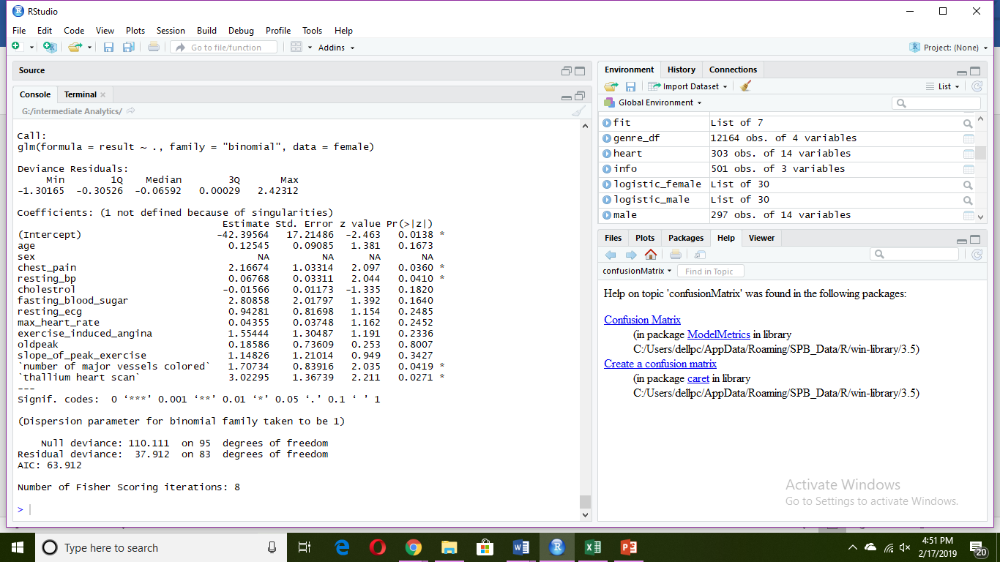 RStudio
File Edit Code View Plots Session Build Debug Profile Tools Help
Go to file/function Addins Project: (None)
Source
Console Terminal
G:/intermediate Analytics/
Call:
glm(formula = result ~ ., family = "binomial", data = female)
Deviance Residuals:
Min 1Q Median 3Q Max
-1.30165 -0.30526 -0.06592 0.00029 2.42312
Coefficients: (1 not defined because of singularities)
Estimate Std. Error z value Pr(>|z|)
(Intercept) -42.39564 17.21486 -2.463 0.0138 *
age 0.12545 0.09085 1.381 0.1673
sex NA NA NA NA
chest_pain 2.16674 1.03314 2.097 0.0360 *
resting_bp 0.06768 0.03311 2.044 0.0410 *
cholestrol -0.01566 0.01173 -1.335 0.1820
fasting_blood_sugar 2.80858 2.01797 1.392 0.1640
resting_ecg 0.94281 0.81698 1.154 0.2485
max_heart_rate 0.04355 0.03748 1.162 0.2452
exercise_induced_angina 1.55444 1.30487 1.191 0.2336
oldpeak 0.18586 0.73609 0.253 0.8007
slope_of_peak_exercise 1.14826 1.21014 0.949 0.3427
`number of major vessels colored` 1.70734 0.83916 2.035 0.0419 *
`thallium heart scan` 3.02295 1.36739 2.211 0.0271 *
---
Signif. codes: 0 ‘***’ 0.001 ‘**’ 0.01 ‘*’ 0.05 ‘.’ 0.1 ‘ ’ 1
(Dispersion parameter for binomial family taken to be 1)
Null deviance: 110.111 on 95 degrees of freedom
Residual deviance: 37.912 on 83 degrees of freedom
AIC: 63.912
Number of Fisher Scoring iterations: 8
>
Environment History Connections
Import Dataset List
Global Environment
fit List of 7
genre_df 12164 obs. of 4 variables
heart 303 obs. of 14 variables
info 501 obs. of 3 variables
logistic_female List of 30
logistic_male List of 30
male 297 obs. of 14 variables
Files Plots Packages Help Viewer
confusionMatrix Find in Topic
Help on topic 'confusionMatrix' was found in the following packages:
Confusion Matrix
(in package ModelMetrics in library
C:/Users/dellpc/AppData/Roaming/SPB_Data/R/win-library/3.5)
Create a confusion matrix
(in package caret in library
C:/Users/dellpc/AppData/Roaming/SPB_Data/R/win-library/3.5)
Activate Windows
Go to Settings to activate Windows.
Type here to search
4:51 PM
2/17/2019
20